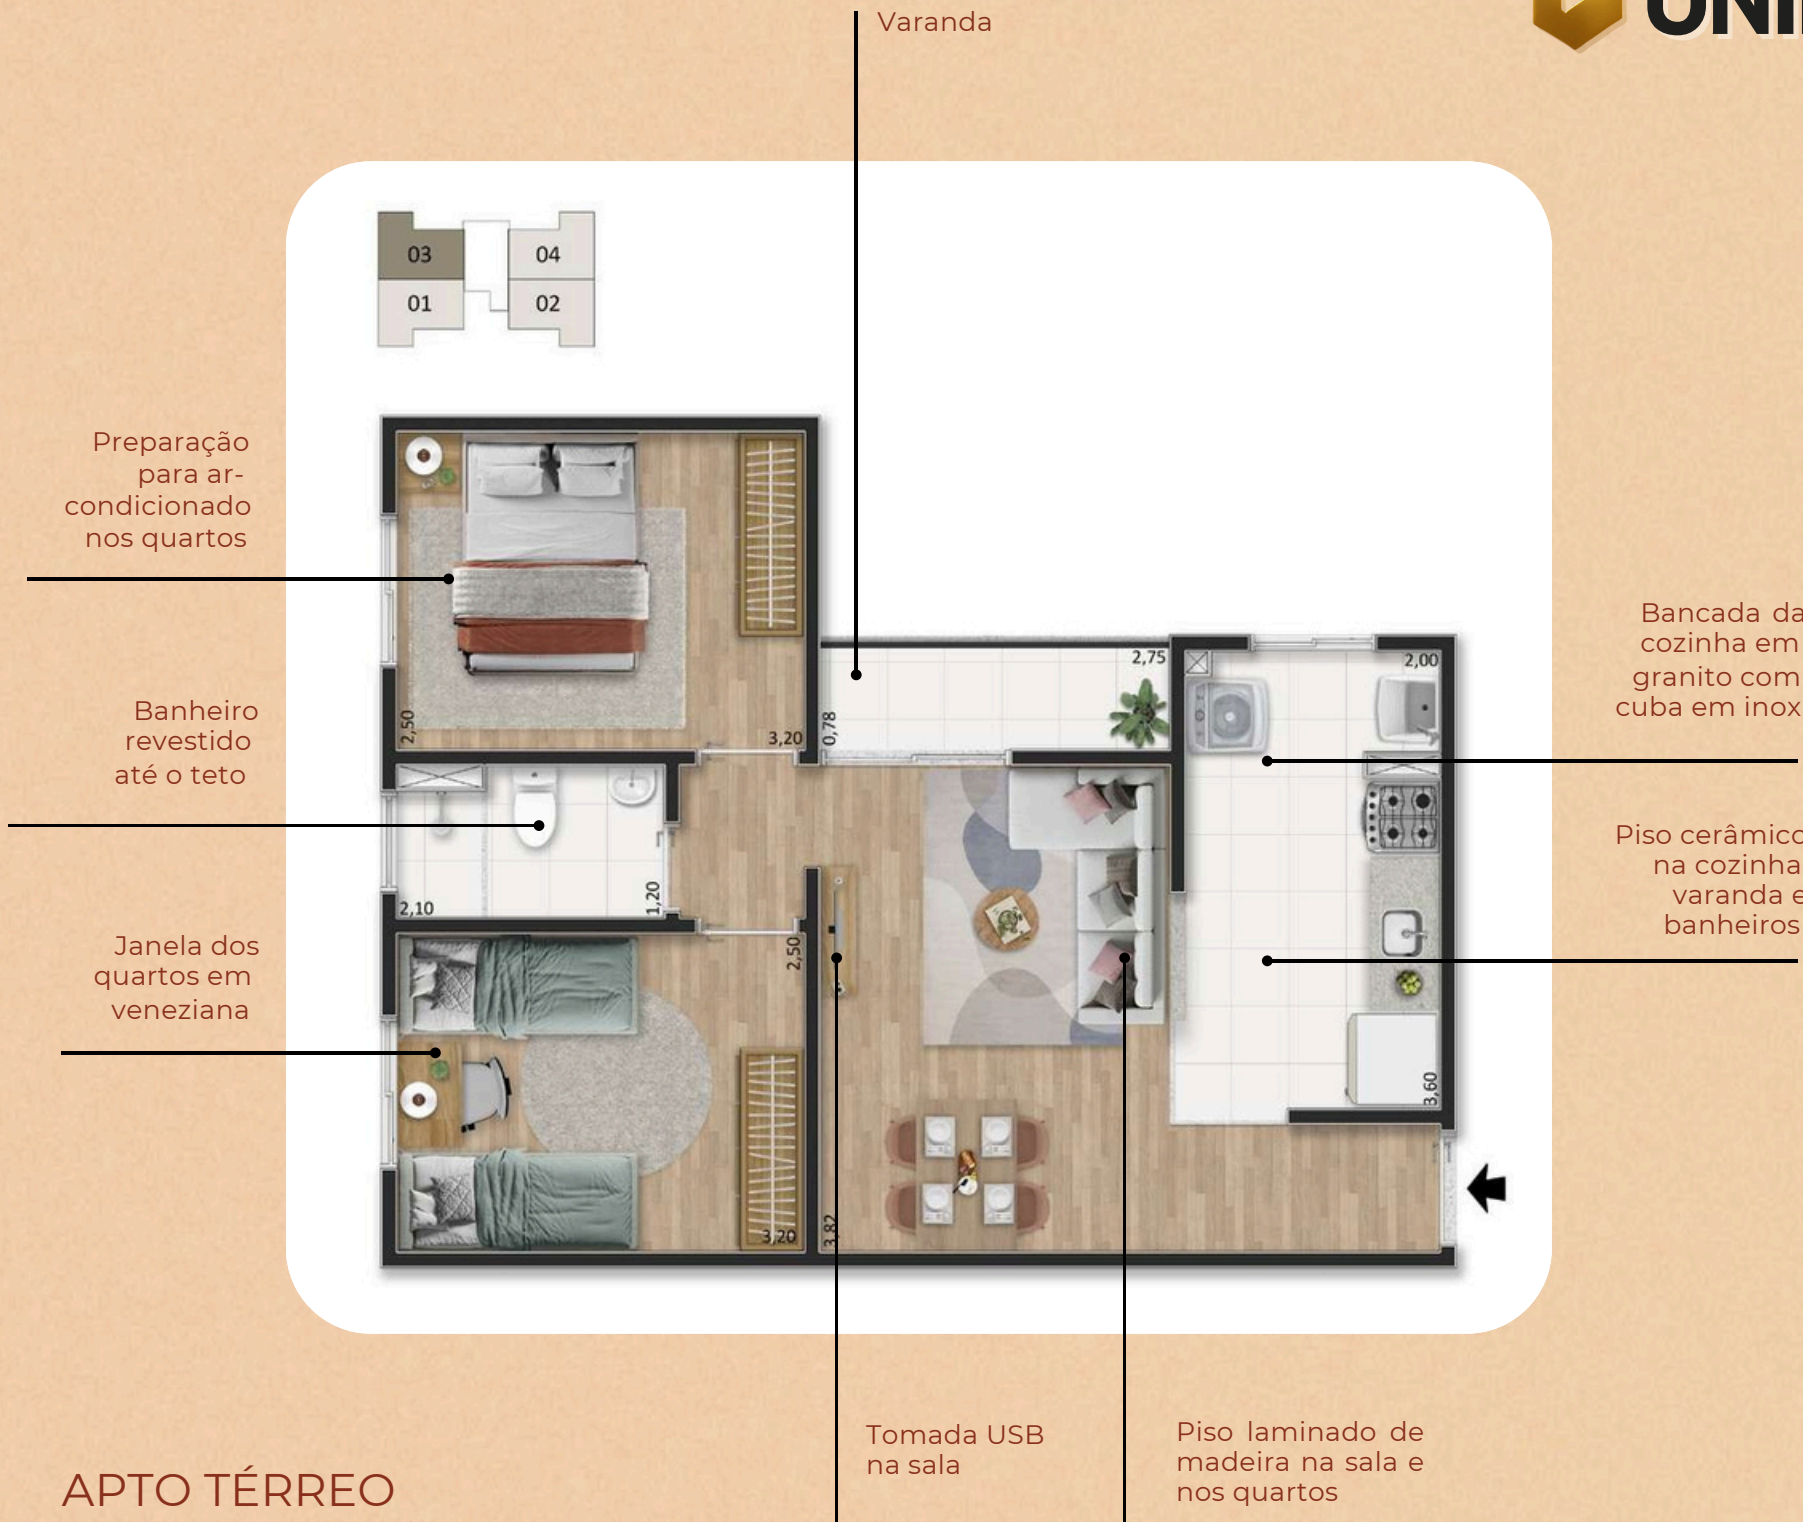 Varanda
03
04
01
02
Preparação
para ar-
condicionado
nos quartos
Bancada da
cozinha em
granito com
cuba em inox
2,75
2,00
2,50
3,20
0,78
Banheiro
revestido
até o teto
Piso cerâmico
na cozinha
varanda e
banheiros
2,10
1,20
Janela dos
quartos em
veneziana
2,50
3,60
3,20
3,82
Tomada USB
na sala
Piso laminado de
madeira na sala e
nos quartos
APTO TÉRREO